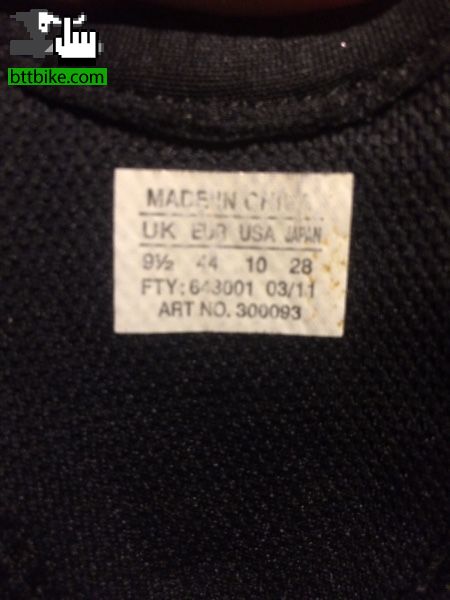 bttbike.com
MADE IN CHINA
UK EUR USA JAPAN
9½ 44 10 28
FTY: 643001 03/11
ART NO. 300093